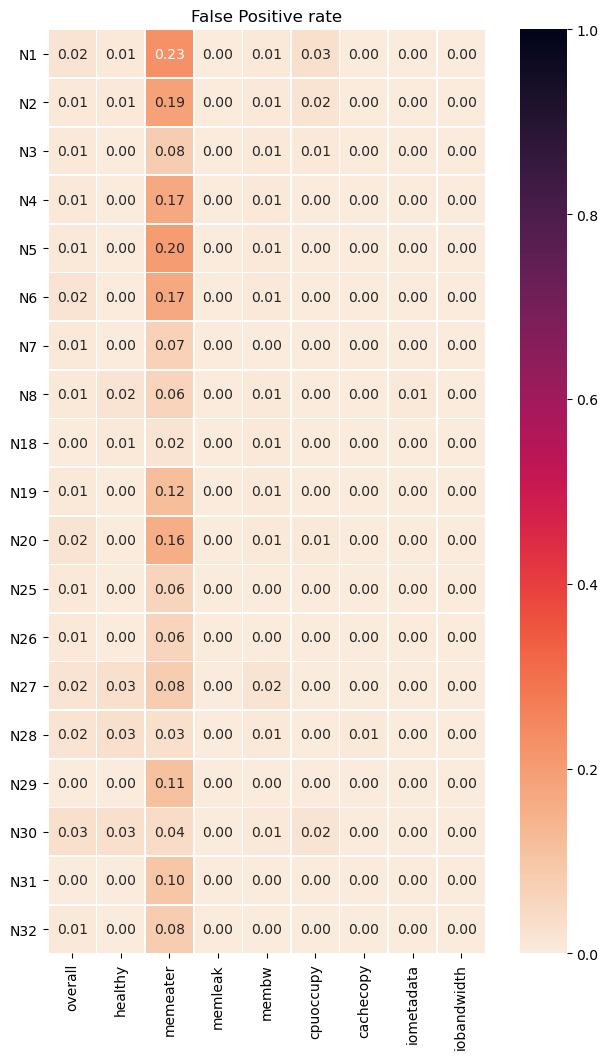 False Positive rate
N1 0.02 0.01 0.23 0.00 0.01 0.03 0.00 0.00 0.00
N2 0.01 0.01 0.19 0.00 0.01 0.02 0.00 0.00 0.00
N3 0.01 0.00 0.08 0.00 0.01 0.01 0.00 0.00 0.00
N4 0.01 0.00 0.17 0.00 0.01 0.00 0.00 0.00 0.00
N5 0.01 0.00 0.20 0.00 0.01 0.00 0.00 0.00 0.00
N6 0.02 0.00 0.17 0.00 0.01 0.00 0.00 0.00 0.00
N7 0.01 0.00 0.07 0.00 0.00 0.00 0.00 0.00 0.00
N8 0.01 0.02 0.06 0.00 0.01 0.00 0.00 0.01 0.00
N18 0.00 0.01 0.02 0.00 0.01 0.00 0.00 0.00 0.00
N19 0.01 0.00 0.12 0.00 0.01 0.00 0.00 0.00 0.00
N20 0.02 0.00 0.16 0.00 0.01 0.01 0.00 0.00 0.00
N25 0.01 0.00 0.06 0.00 0.01 0.00 0.00 0.00 0.00
N26 0.01 0.00 0.06 0.00 0.00 0.00 0.00 0.00 0.00
N27 0.02 0.03 0.08 0.00 0.02 0.00 0.00 0.00 0.00
N28 0.02 0.03 0.03 0.00 0.01 0.00 0.01 0.00 0.00
N29 0.00 0.00 0.11 0.00 0.00 0.00 0.00 0.00 0.00
N30 0.03 0.03 0.04 0.00 0.01 0.02 0.00 0.00 0.00
N31 0.00 0.00 0.10 0.00 0.00 0.00 0.00 0.00 0.00
N32 0.01 0.00 0.08 0.00 0.00 0.00 0.00 0.00 0.00
overall healthy memeater memleak membw cpuoccupy cachecopy iometadata iobandwidth
1.0
0.8
0.6
0.4
0.2
0.0